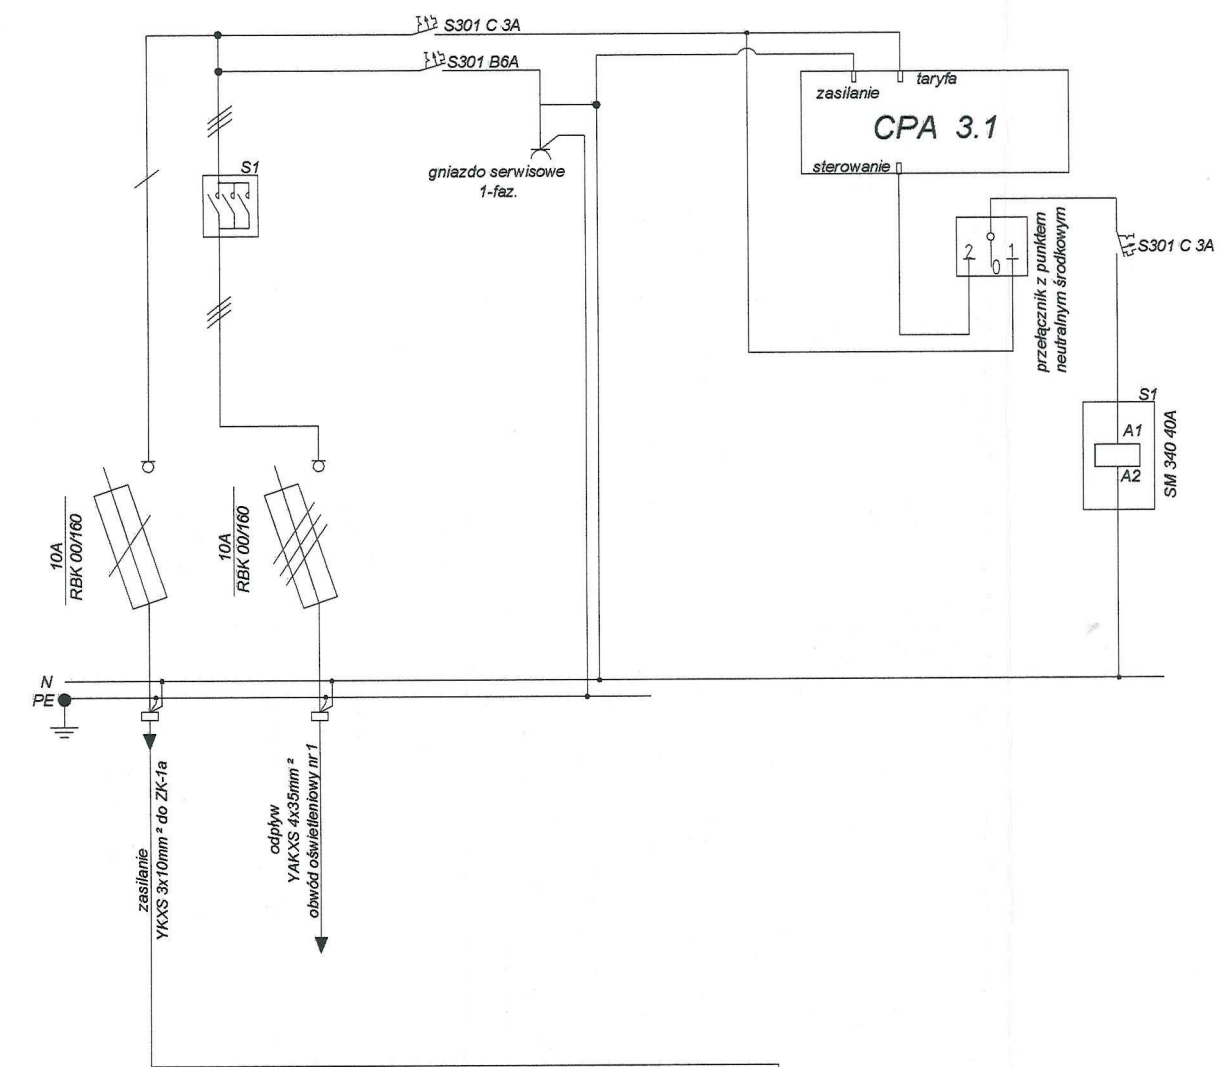 S301 C 3A
S301 B6A
taryfa
zasilanie
CPA 3.1
sterowanie
gniazdo serwisowe
1-faz.
S1
2
0
1
przełącznik z punktem
neutralnym środkowym
S301 C 3A
S1
A1
A2
SM 340 40A
10A
RBK 00/160
10A
RBK 00/160
N
PE
zasilanie
YKXS 3x10mm² do ZK-1a
odpływ
YAKXS 4x35mm²
obwód oświetleniowy nr 1